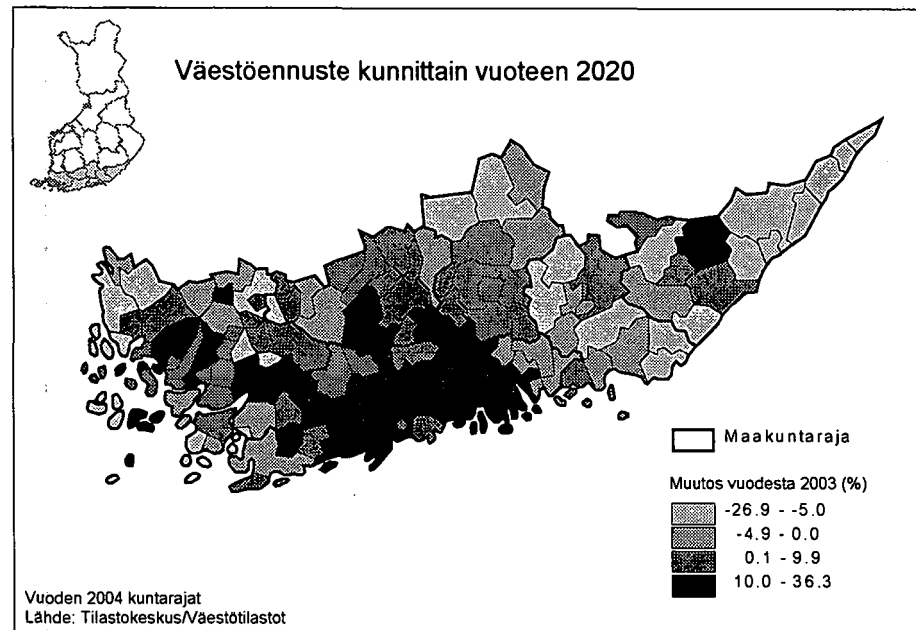 Väestöennuste kunnittain vuoteen 2020
Maakuntaraja
Muutos vuodesta 2003 (%)
-26.9 - -5.0
-4.9 - 0.0
0.1 - 9.9
10.0 - 36.3
Vuoden 2004 kuntarajat
Lähde: Tilastokeskus/Väestötilastot